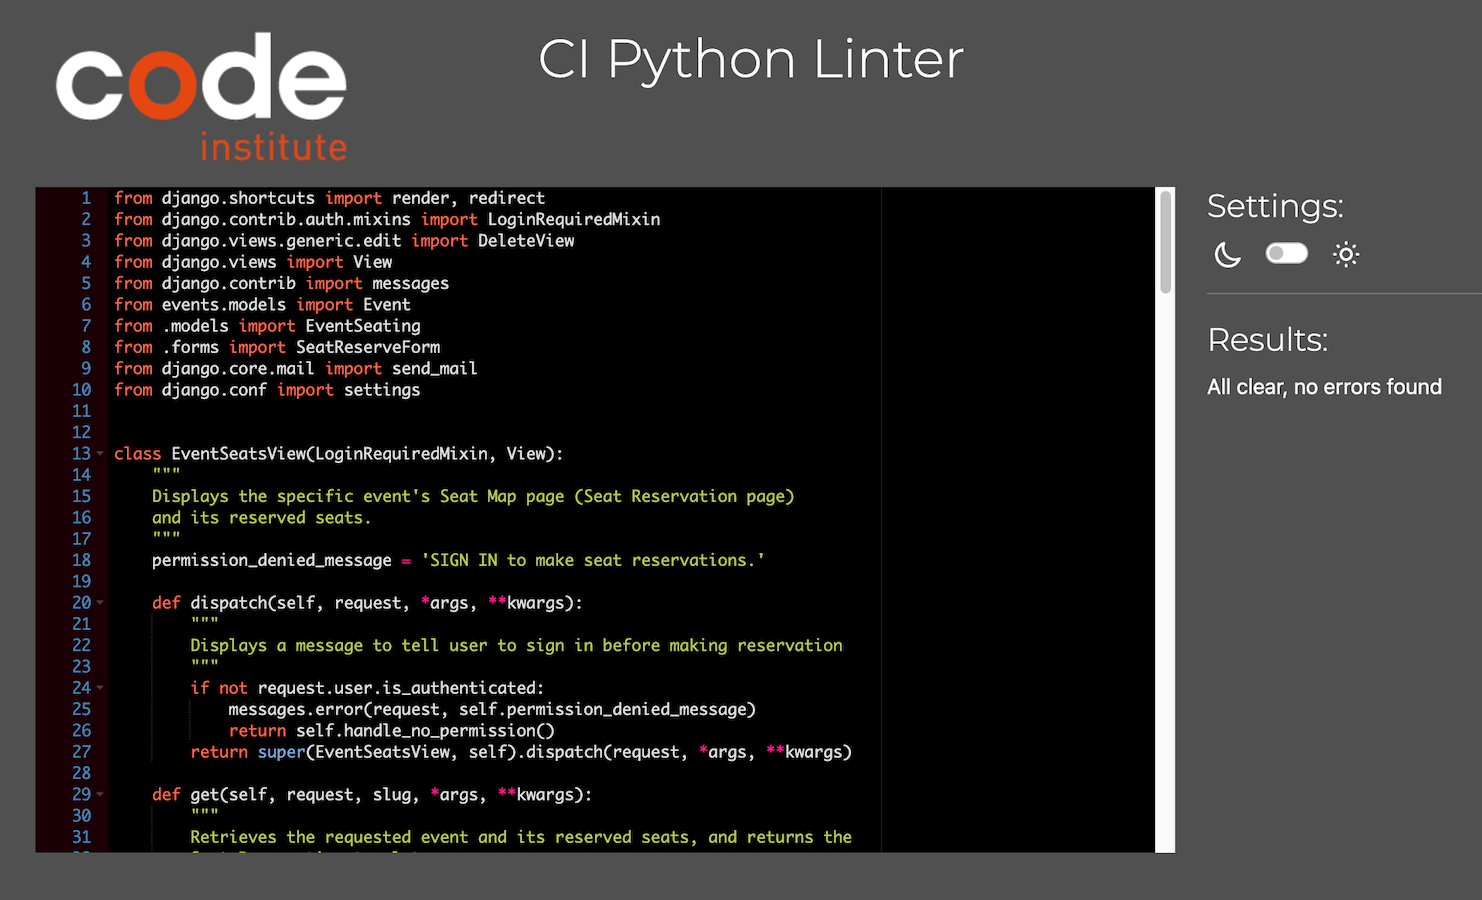 code
institute
CI Python Linter
1 from django.shortcuts import render, redirect
2 from django.contrib.auth.mixins import LoginRequiredMixin
3 from django.views.generic.edit import DeleteView
4 from django.views import View
5 from django.contrib import messages
6 from events.models import Event
7 from .models import EventSeating
8 from .forms import SeatReserveForm
9 from django.core.mail import send_mail
10 from django.conf import settings
11
12
13 class EventSeatsView(LoginRequiredMixin, View):
14     """
15     Displays the specific event's Seat Map page (Seat Reservation page)
16     and its reserved seats.
17     """
18     permission_denied_message = 'SIGN IN to make seat reservations.'
19
20     def dispatch(self, request, *args, **kwargs):
21         """
22         Displays a message to tell user to sign in before making reservation
23         """
24         if not request.user.is_authenticated:
25             messages.error(request, self.permission_denied_message)
26             return self.handle_no_permission()
27         return super(EventSeatsView, self).dispatch(request, *args, **kwargs)
28
29     def get(self, request, slug, *args, **kwargs):
30         """
31         Retrieves the requested event and its reserved seats, and returns the
Settings:
Results:
All clear, no errors found